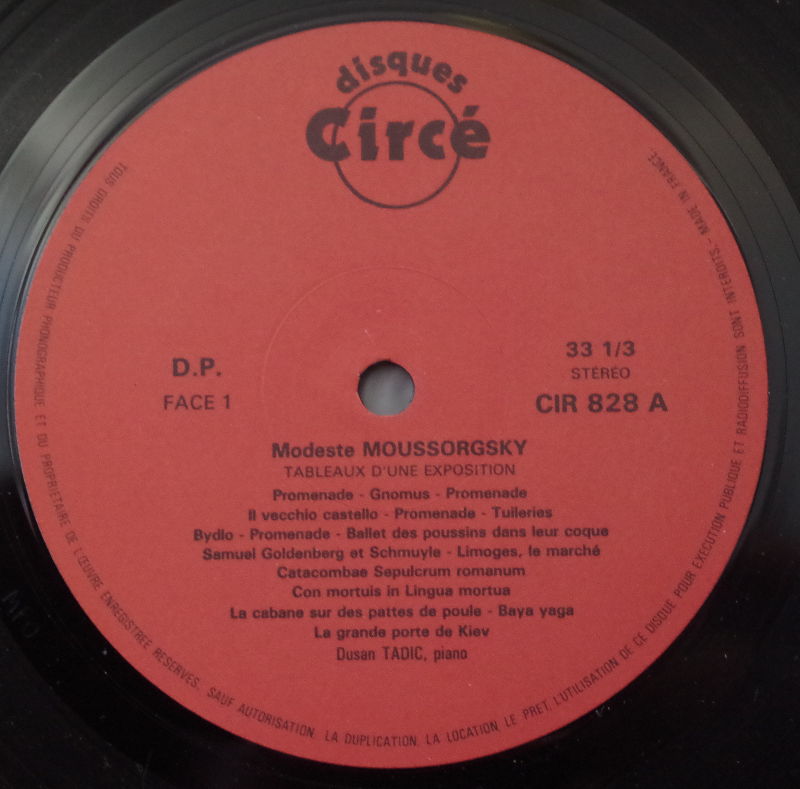 disques
Circé
D.P.
FACE 1
33 1/3
STÉRÉO
CIR 828 A
Modeste MOUSSORGSKY
TABLEAUX D'UNE EXPOSITION
Promenade - Gnomus - Promenade
Il vecchio castello - Promenade - Tuileries
Bydlo - Promenade - Ballet des poussins dans leur coque
Samuel Goldenberg et Schmuyle - Limoges, le marché
Catacombae Sepulcrum romanum
Con mortuis in Lingua mortua
La cabane sur des pattes de poule - Baya yaga
La grande porte de Kiev
Dusan TADIC, piano
TOUS DROITS DU PRODUCTEUR PHONOGRAPHIQUE ET DU PROPRIETAIRE DE L'ŒUVRE ENREGISTREE RESERVES. SAUF AUTORISATION. LA DUPLICATION. LA LOCATION. LE PRET. L'UTILISATION DE CE DISQUE POUR EXECUTION PUBLIQUE ET RADIODIFFUSION SONT INTERDITS. - MADE IN FRANCE.